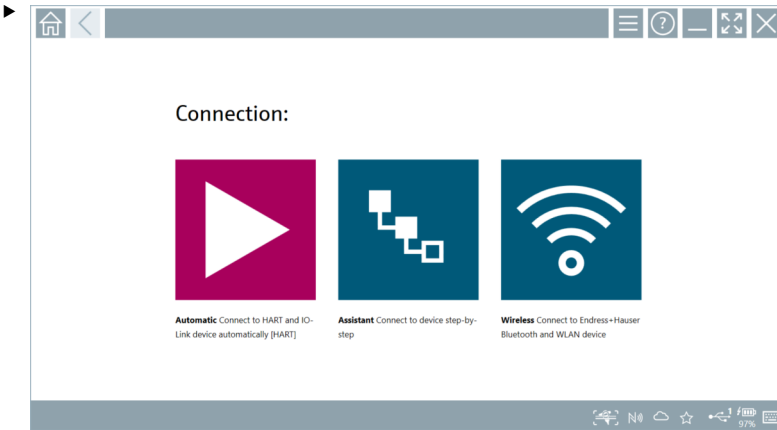 Connection:
Automatic Connect to HART and IO-
Link device automatically [HART]
Assistant Connect to device step-by-
step
Wireless Connect to Endress+Hauser
Bluetooth and WLAN device
1
97%